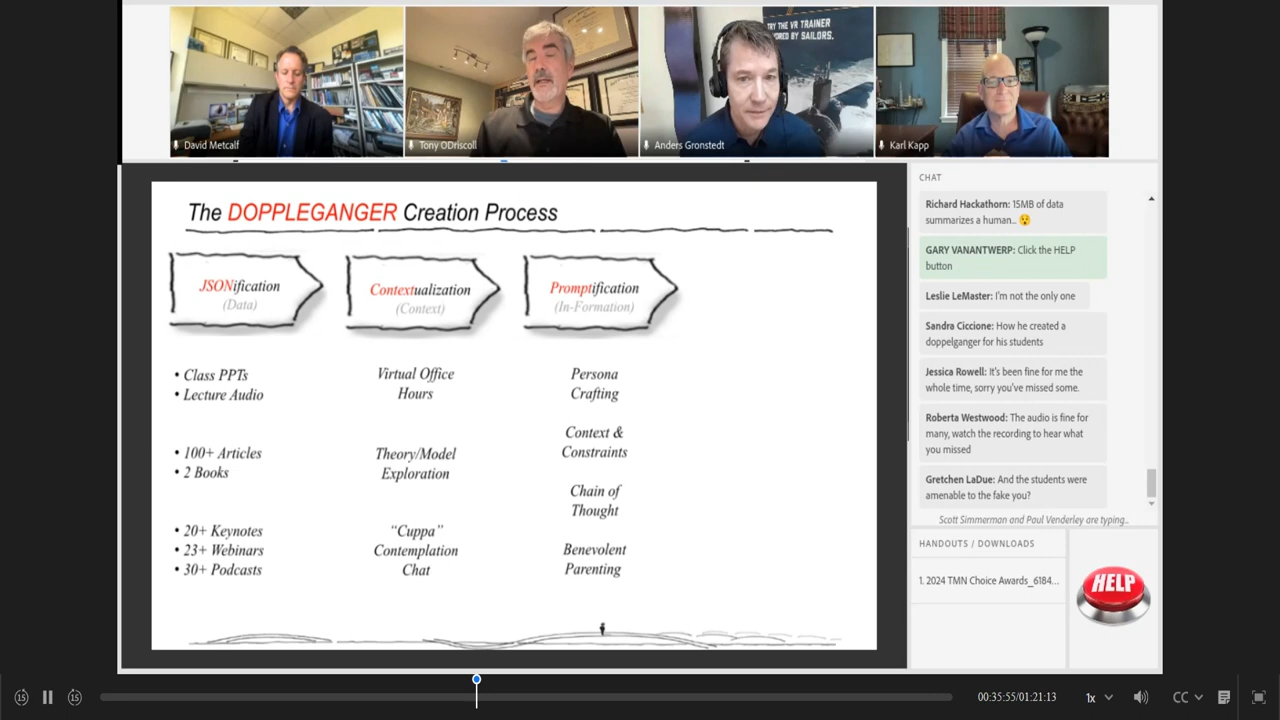 TRY THE VR TRAINER
ORED BY SAILORS.
David Metcalf
Tony ODriscoll
Anders Gronstedt
Karl Kapp
The DOPPLEGANGER Creation Process
JSONification
(Data)
Contextualization
(Context)
Promptification
(In-Formation)
• Class PPTs
• Lecture Audio
• 100+ Articles
• 2 Books
• 20+ Keynotes
• 23+ Webinars
• 30+ Podcasts
Virtual Office
Hours
Theory/Model
Exploration
“Cuppa”
Contemplation
Chat
Persona
Crafting
Context &
Constraints
Chain of
Thought
Benevolent
Parenting
CHAT
Richard Hackathorn: 15MB of data
summarizes a human.. 😯
GARY VANANTWERP: Click the HELP
button
Leslie LeMaster: I'm not the only one
Sandra Ciccione: How he created a
doppelganger for his students
Jessica Rowell: It's been fine for me the
whole time, sorry you've missed some.
Roberta Westwood: The audio is fine for
many, watch the recording to hear what
you missed
Gretchen LaDue: And the students were
amenable to the fake you?
Scott Simmerman and Paul Venderley are typing..
HANDOUTS / DOWNLOADS
1. 2024 TMN Choice Awards_6184...
HELP
15
15
00:35:55/01:21:13
1x
CC